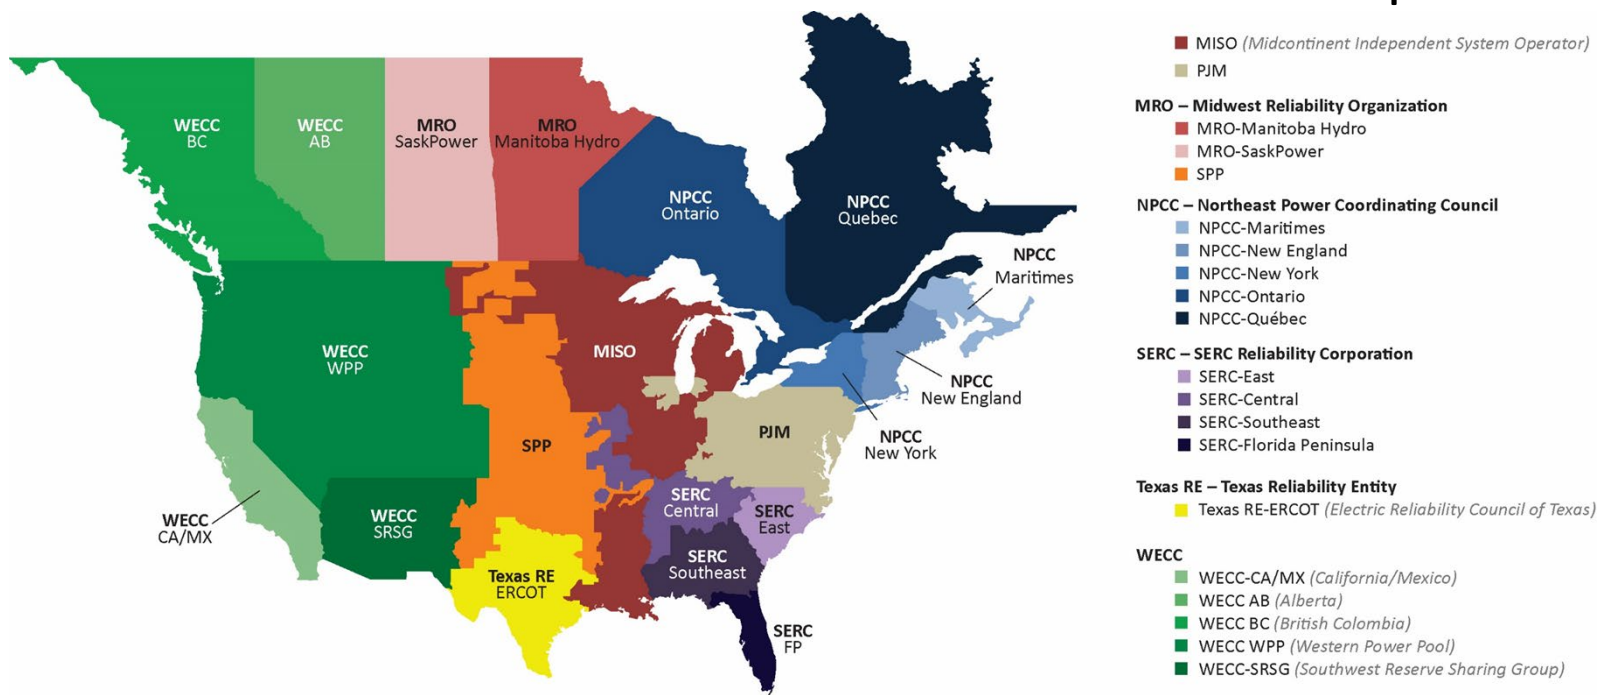 WECC
BC
WECC
AB
MRO
SaskPower
MRO
Manitoba Hydro
NPCC
Ontario
NPCC
Quebec
NPCC
Maritimes
WECC
WPP
MISO
NPCC
New England
NPCC
New York
SPP
PJM
WECC
CA/MX
WECC
SRSG
SERC
Central
SERC
East
SERC
Southeast
Texas RE
ERCOT
SERC
FP
MISO (Midcontinent Independent System Operator)
PJM
MRO – Midwest Reliability Organization
MRO-Manitoba Hydro
MRO-SaskPower
SPP
NPCC – Northeast Power Coordinating Council
NPCC-Maritimes
NPCC-New England
NPCC-New York
NPCC-Ontario
NPCC-Québec
SERC – SERC Reliability Corporation
SERC-East
SERC-Central
SERC-Southeast
SERC-Florida Peninsula
Texas RE – Texas Reliability Entity
Texas RE-ERCOT (Electric Reliability Council of Texas)
WECC
WECC-CA/MX (California/Mexico)
WECC AB (Alberta)
WECC BC (British Colombia)
WECC WPP (Western Power Pool)
WECC-SRSG (Southwest Reserve Sharing Group)